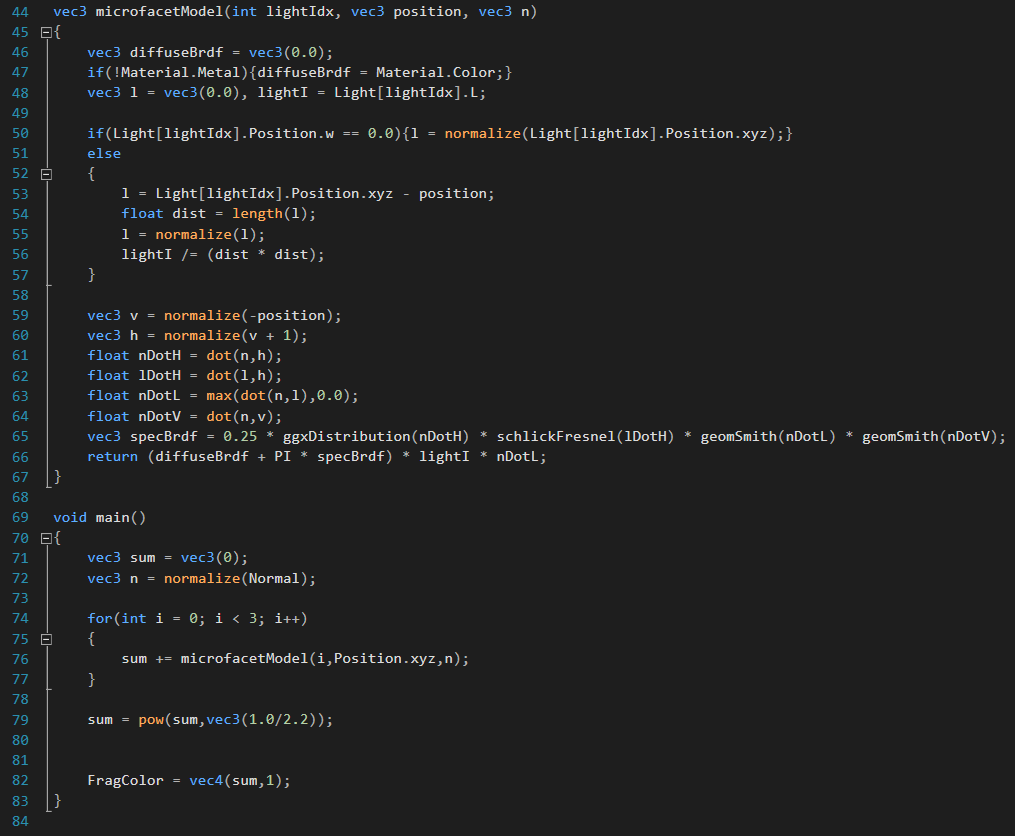 44 vec3 microfacetModel(int lightIdx, vec3 position, vec3 n)
45 {
46 vec3 diffuseBrdf = vec3(0.0);
47 if(!Material.Metal){diffuseBrdf = Material.Color;}
48 vec3 l = vec3(0.0), lightI = Light[lightIdx].L;
49
50 if(Light[lightIdx].Position.w == 0.0){l = normalize(Light[lightIdx].Position.xyz);}
51 else
52 {
53 l = Light[lightIdx].Position.xyz - position;
54 float dist = length(l);
55 l = normalize(l);
56 lightI /= (dist * dist);
57 }
58
59 vec3 v = normalize(-position);
60 vec3 h = normalize(v + 1);
61 float nDotH = dot(n,h);
62 float lDotH = dot(l,h);
63 float nDotL = max(dot(n,l),0.0);
64 float nDotV = dot(n,v);
65 vec3 specBrdf = 0.25 * ggxDistribution(nDotH) * schlickFresnel(lDotH) * geomSmith(nDotL) * geomSmith(nDotV);
66 return (diffuseBrdf + PI * specBrdf) * lightI * nDotL;
67 }
68
69 void main()
70 {
71 vec3 sum = vec3(0);
72 vec3 n = normalize(Normal);
73
74 for(int i = 0; i < 3; i++)
75 {
76 sum += microfacetModel(i,Position.xyz,n);
77 }
78
79 sum = pow(sum,vec3(1.0/2.2));
80
81
82 FragColor = vec4(sum,1);
83 }
84